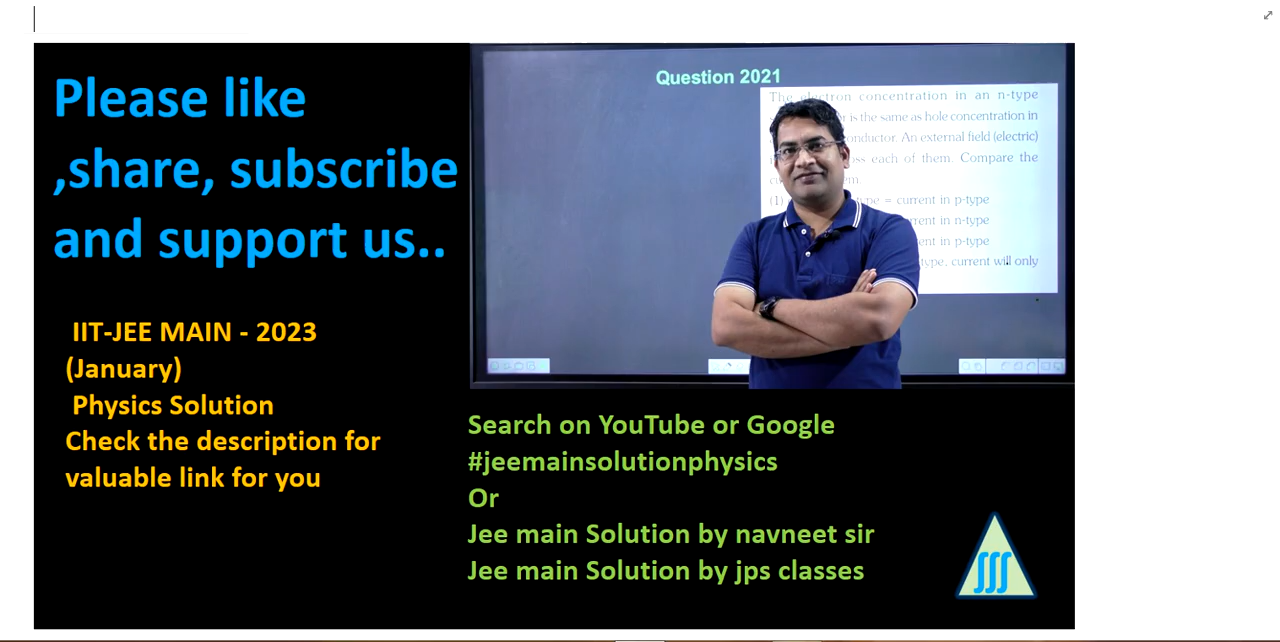 Please like
,share, subscribe
and support us..
IIT-JEE MAIN - 2023
(January)
Physics Solution
Check the description for
valuable link for you
Question 2021
The electron concentration in an n-type
is the same as hole concentration in
An external field (electric)
each of them. Compare the
(1) type = current in p-type
in n-type
in p-type
type, current will only
Search on YouTube or Google
#jeemainsolutionphysics
Or
Jee main Solution by navneet sir
Jee main Solution by jps classes